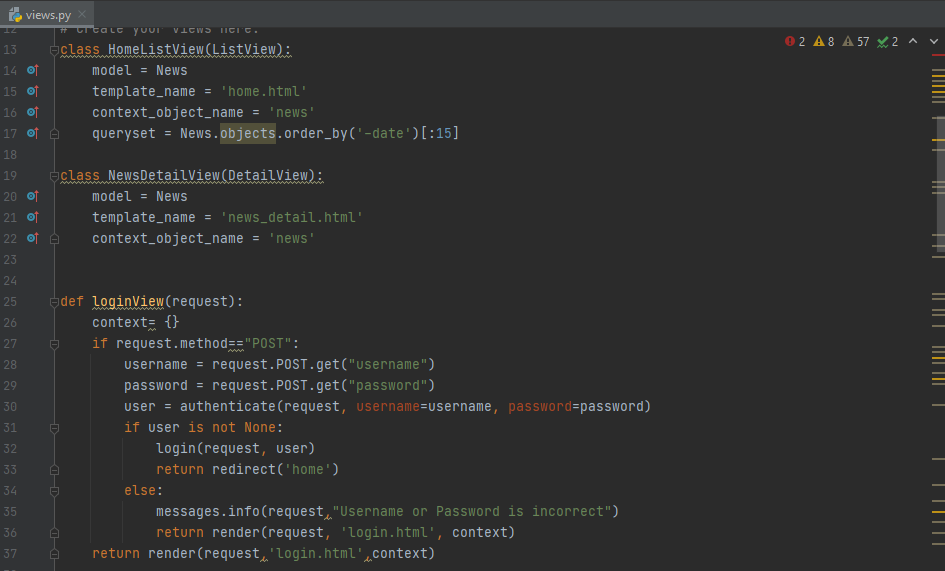 views.py
12 # Create your views here.
2 8 57 2
13 class HomeListView(ListView):
14     model = News
15     template_name = 'home.html'
16     context_object_name = 'news'
17     queryset = News.objects.order_by('-date')[:15]
18
19 class NewsDetailView(DetailView):
20     model = News
21     template_name = 'news_detail.html'
22     context_object_name = 'news'
23
24
25 def loginView(request):
26     context= {}
27     if request.method=="POST":
28         username = request.POST.get("username")
29         password = request.POST.get("password")
30         user = authenticate(request, username=username, password=password)
31         if user is not None:
32             login(request, user)
33             return redirect('home')
34         else:
35             messages.info(request,"Username or Password is incorrect")
36             return render(request, 'login.html', context)
37     return render(request,'login.html',context)